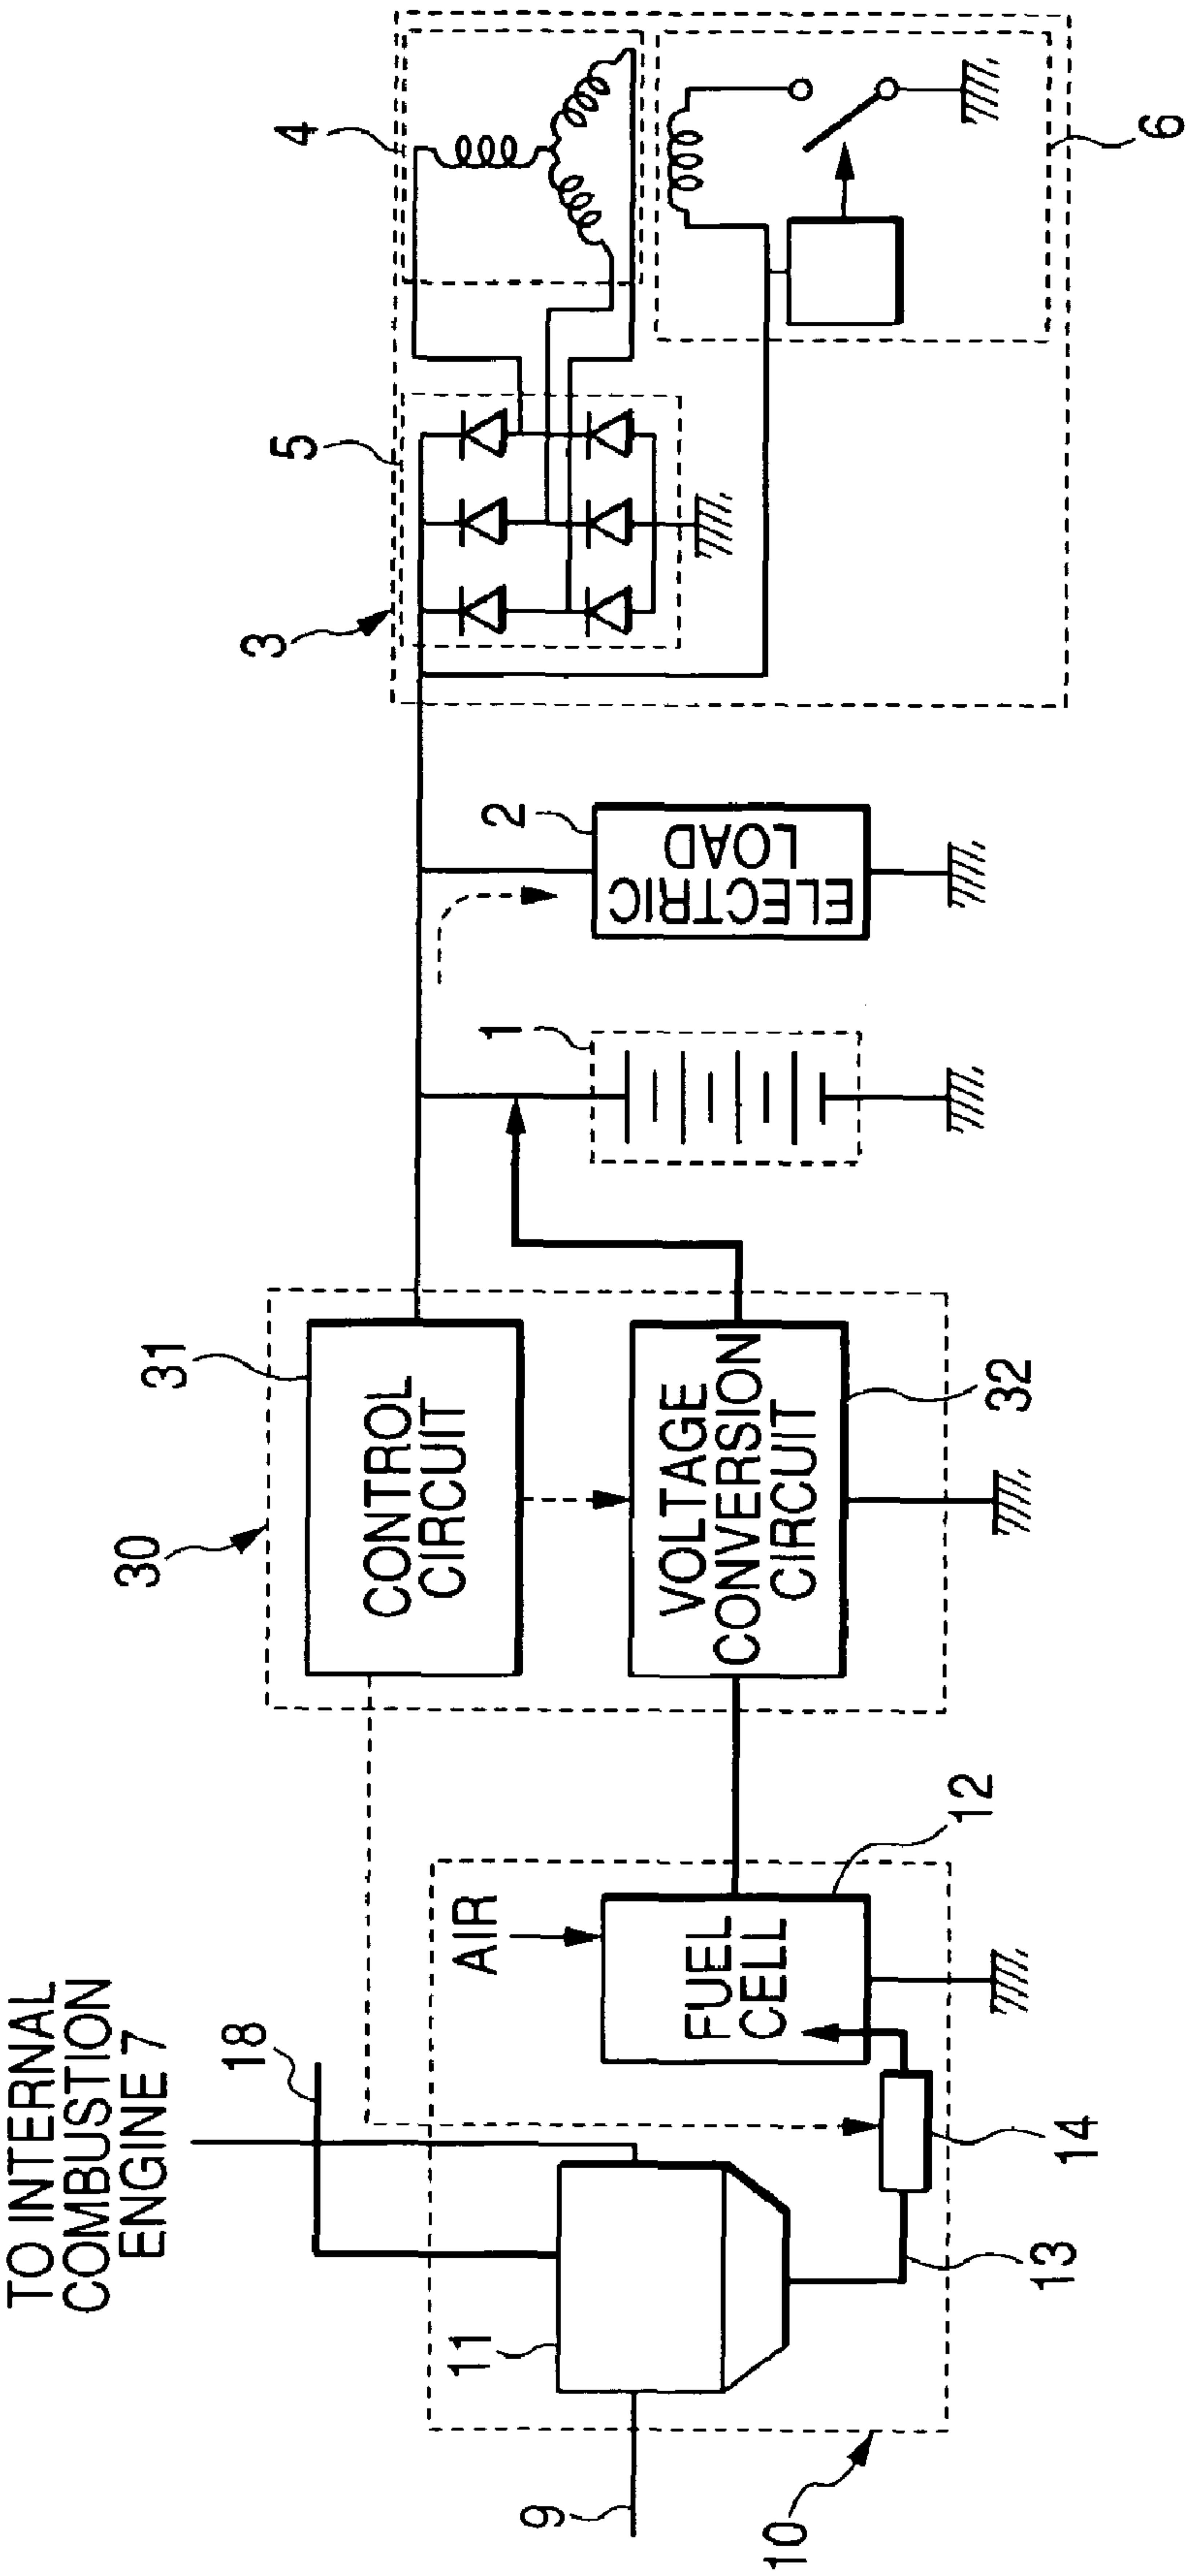 TO INTERNAL
COMBUSTION
ENGINE 7
9
10
11
18
AIR
FUEL
CELL
12
13
14
30
31
CONTROL
CIRCUIT
VOLTAGE
CONVERSION
CIRCUIT
32
1
2
ELECTRIC
LOAD
3
5
4
6